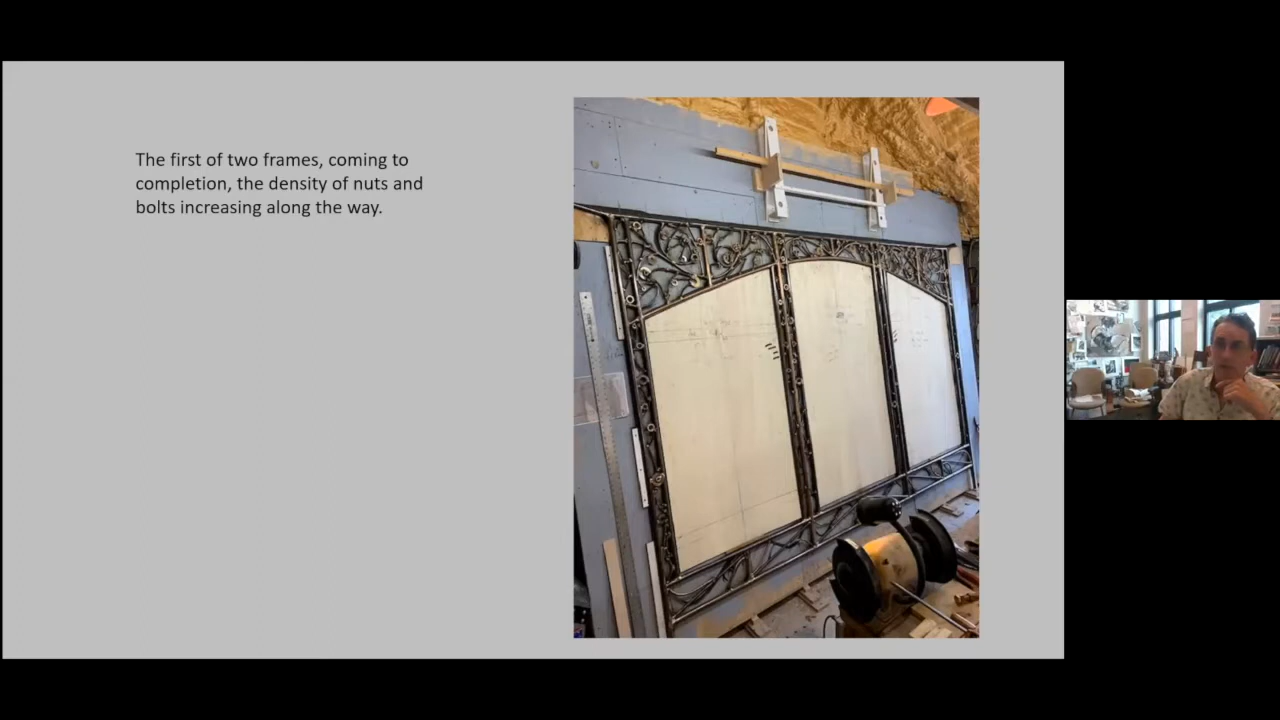 The first of two frames, coming to
completion, the density of nuts and
bolts increasing along the way.